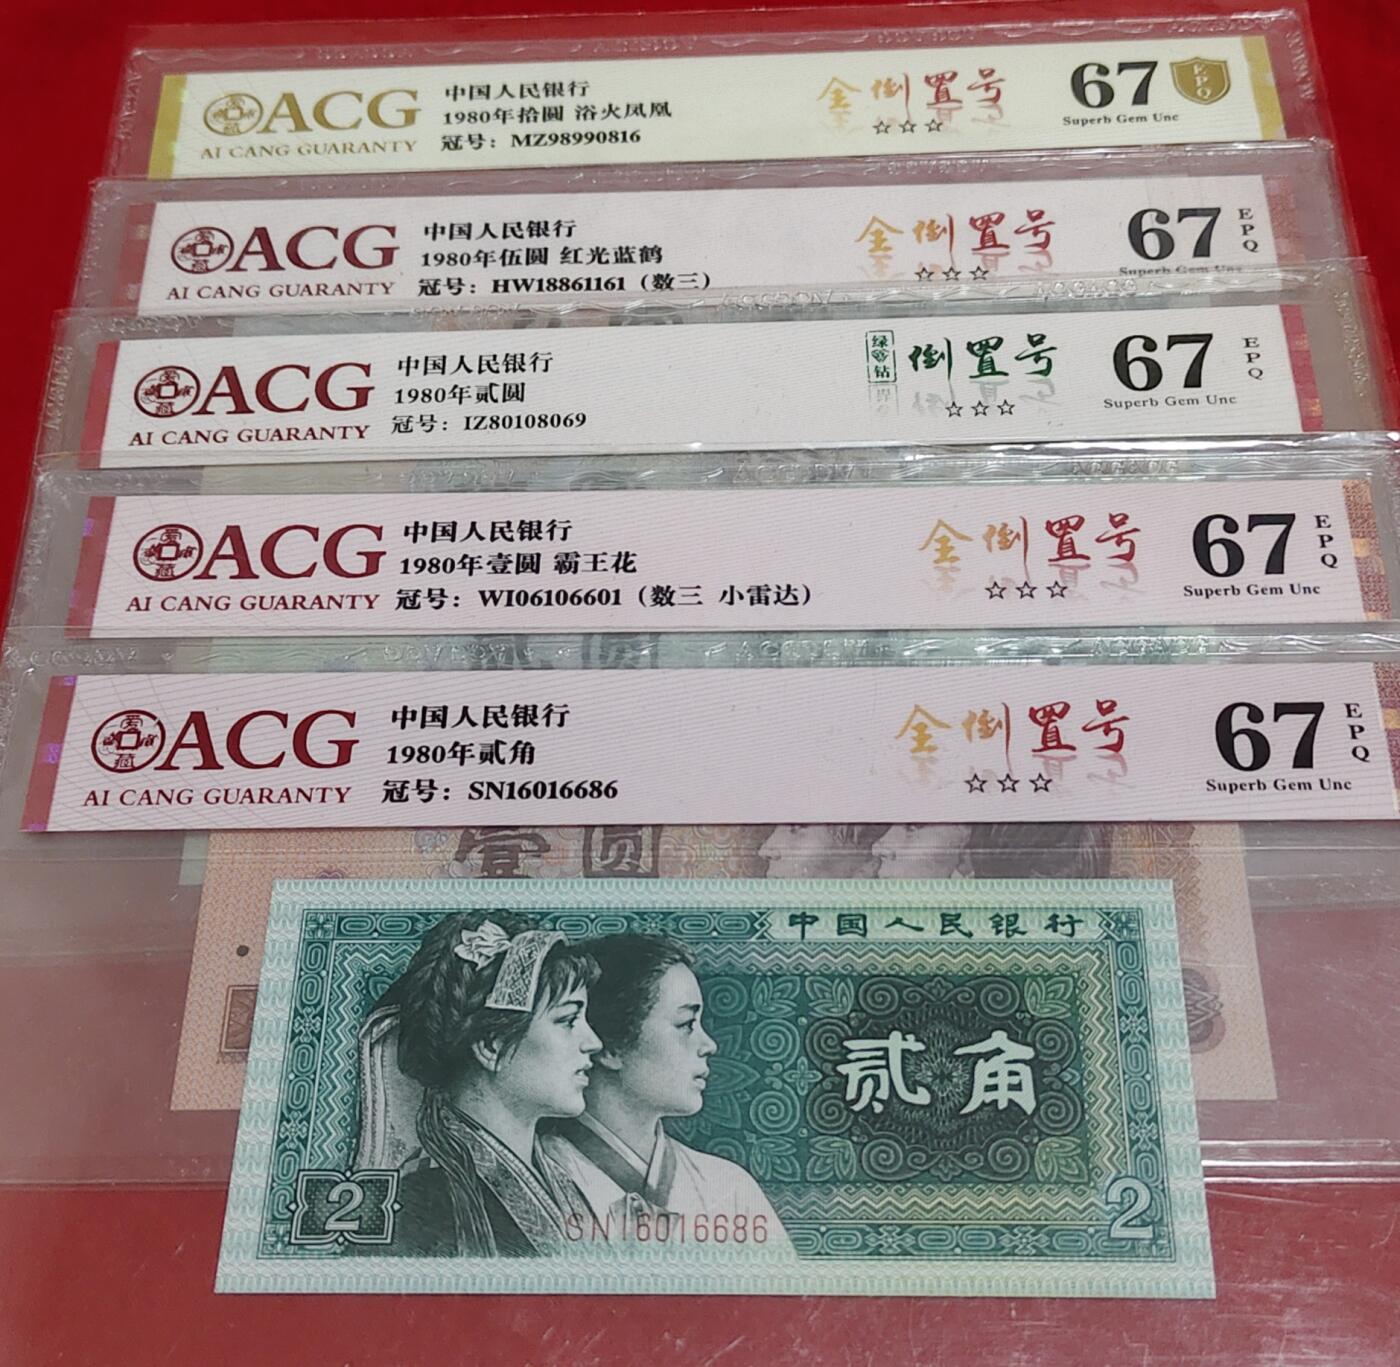 ACG
AI CANG GUARANTY
中国人民银行
1980年拾圆 浴火凤凰
冠号：MZ98990816
金倒置号
☆☆☆
67
EPQ
Superb Gem Unc
ACG
AI CANG GUARANTY
中国人民银行
1980年伍圆 红光蓝鹤
冠号：HW18861161（数三）
金倒置号
☆☆☆
67
EPQ
Superb Gem Unc
ACG
AI CANG GUARANTY
中国人民银行
1980年贰圆
冠号：IZ80108069
倒置号
☆☆☆
67
EPQ
Superb Gem Unc
ACG
AI CANG GUARANTY
中国人民银行
1980年壹圆 霸王花
冠号：WI06106601（数三 小雷达）
金倒置号
☆☆☆
67
EPQ
Superb Gem Unc
ACG
AI CANG GUARANTY
中国人民银行
1980年贰角
冠号：SN16016686
金倒置号
☆☆☆
67
EPQ
Superb Gem Unc
壹圆
中国人民银行
贰角
2
SN16016686
2